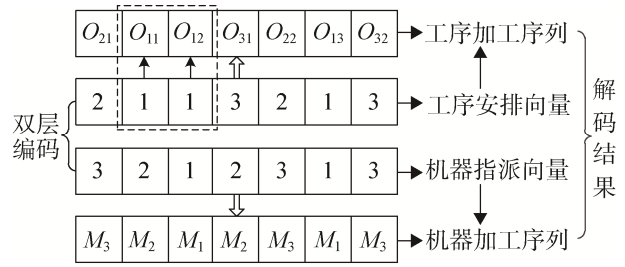 O21 O11 O12 O31 O22 O13 O32 工序加工序列
2 1 1 3 2 1 3 工序安排向量
双层编码
解码结果
3 2 1 2 3 1 3 机器指派向量
M3 M2 M1 M2 M3 M1 M3 机器加工序列